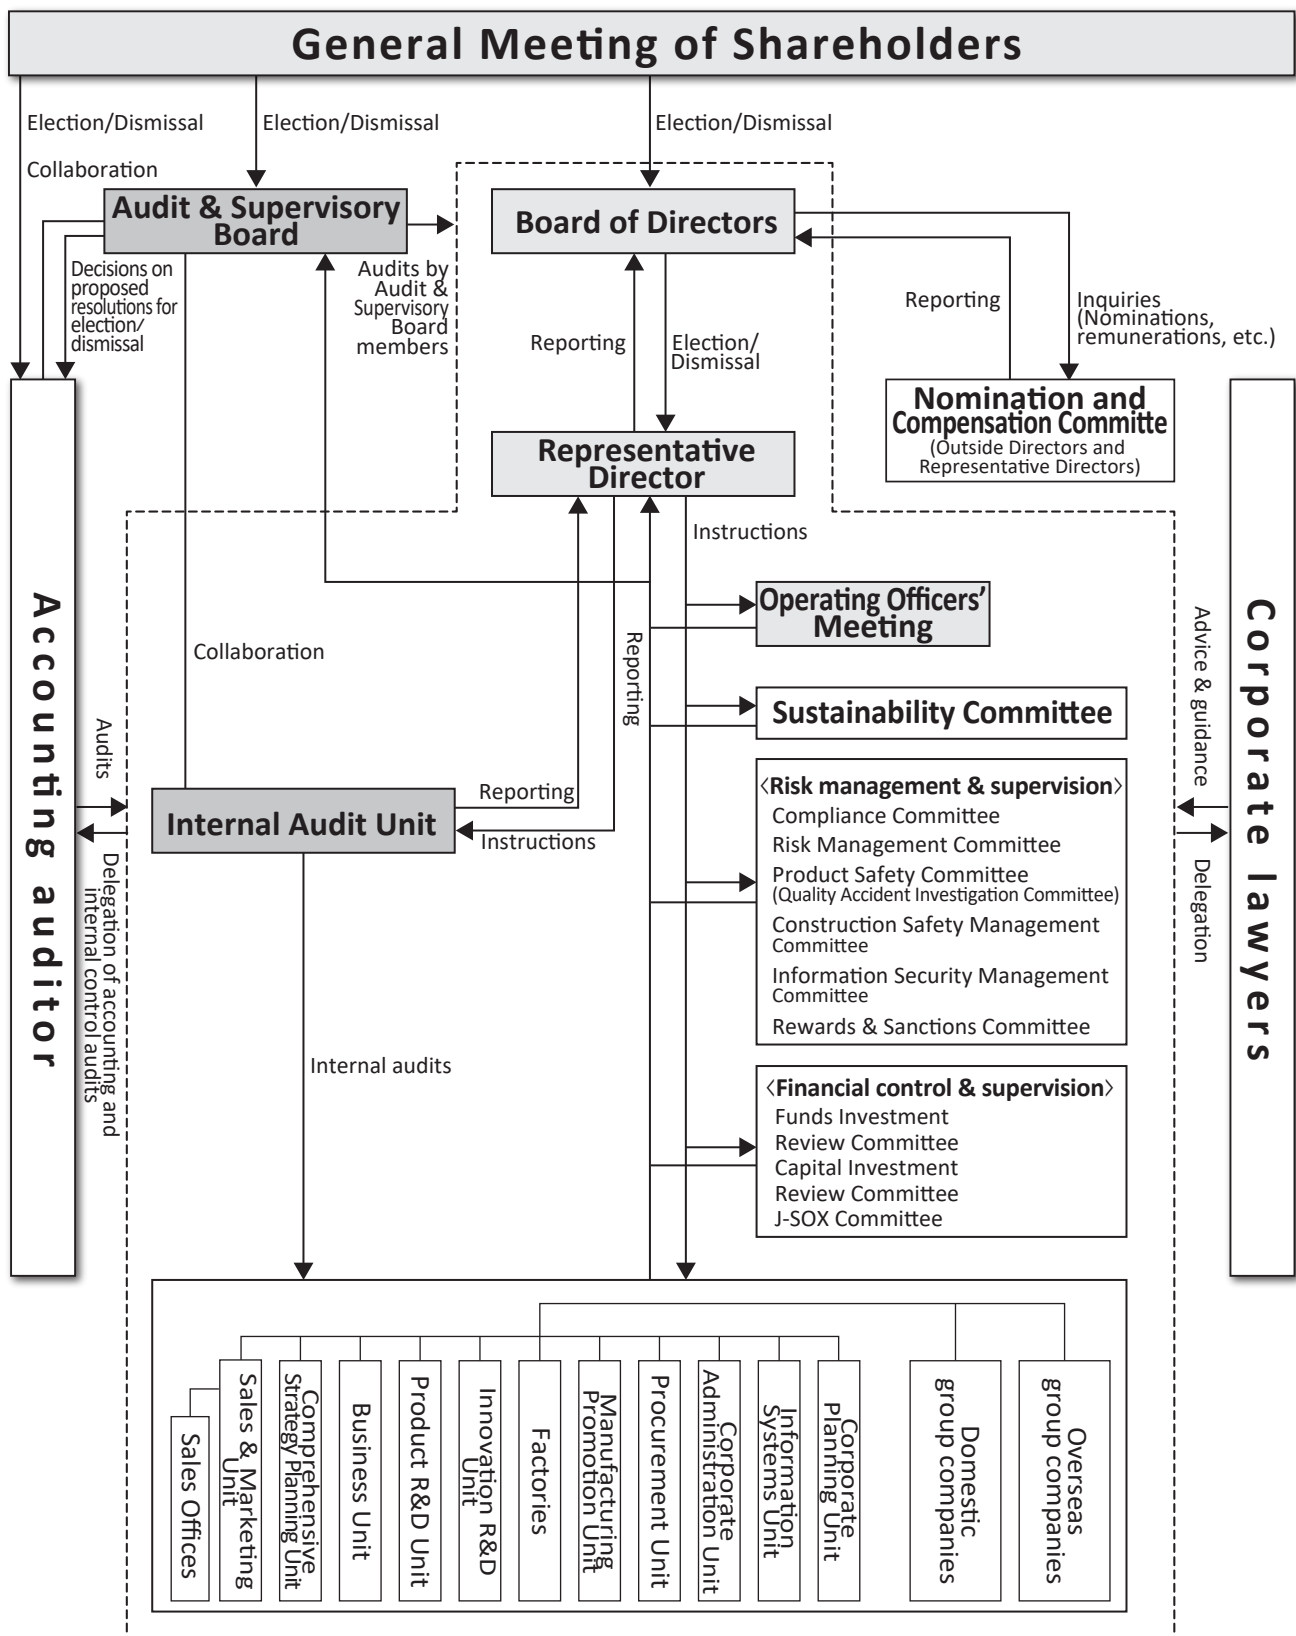 General Meeting of Shareholders
Election/Dismissal
Election/Dismissal
Election/Dismissal
Collaboration
Audit & Supervisory
Board
Board of Directors
Decisions on
proposed
resolutions for
election/
dismissal
Audits by
Audit &
Supervisory
Board
members
Reporting
Election/
Dismissal
Reporting
Inquiries
(Nominations,
remunerations, etc.)
Nomination and
Compensation Committe
(Outside Directors and
Representative Directors)
Representative
Director
Instructions
Accounting auditor
Corporate lawyers
Operating Officers’
Meeting
Collaboration
Reporting
Advice & guidance
Sustainability Committee
Audits
Reporting
Internal Audit Unit
Instructions
〈Risk management & supervision〉
Compliance Committee
Risk Management Committee
Product Safety Committee
(Quality Accident Investigation Committee)
Construction Safety Management
Committee
Information Security Management
Committee
Rewards & Sanctions Committee
Delegation of accounting and
internal control audits
Delegation
Internal audits
〈Financial control & supervision〉
Funds Investment
Review Committee
Capital Investment
Review Committee
J-SOX Committee
Sales Offices
Sales & Marketing
Unit
Comprehensive
Strategy Planning Unit
Business Unit
Product R&D Unit
Innovation R&D
Unit
Factories
Manufacturing
Promotion Unit
Procurement Unit
Corporate
Administration Unit
Information
Systems Unit
Corporate
Planning Unit
Domestic
group companies
Overseas
group companies